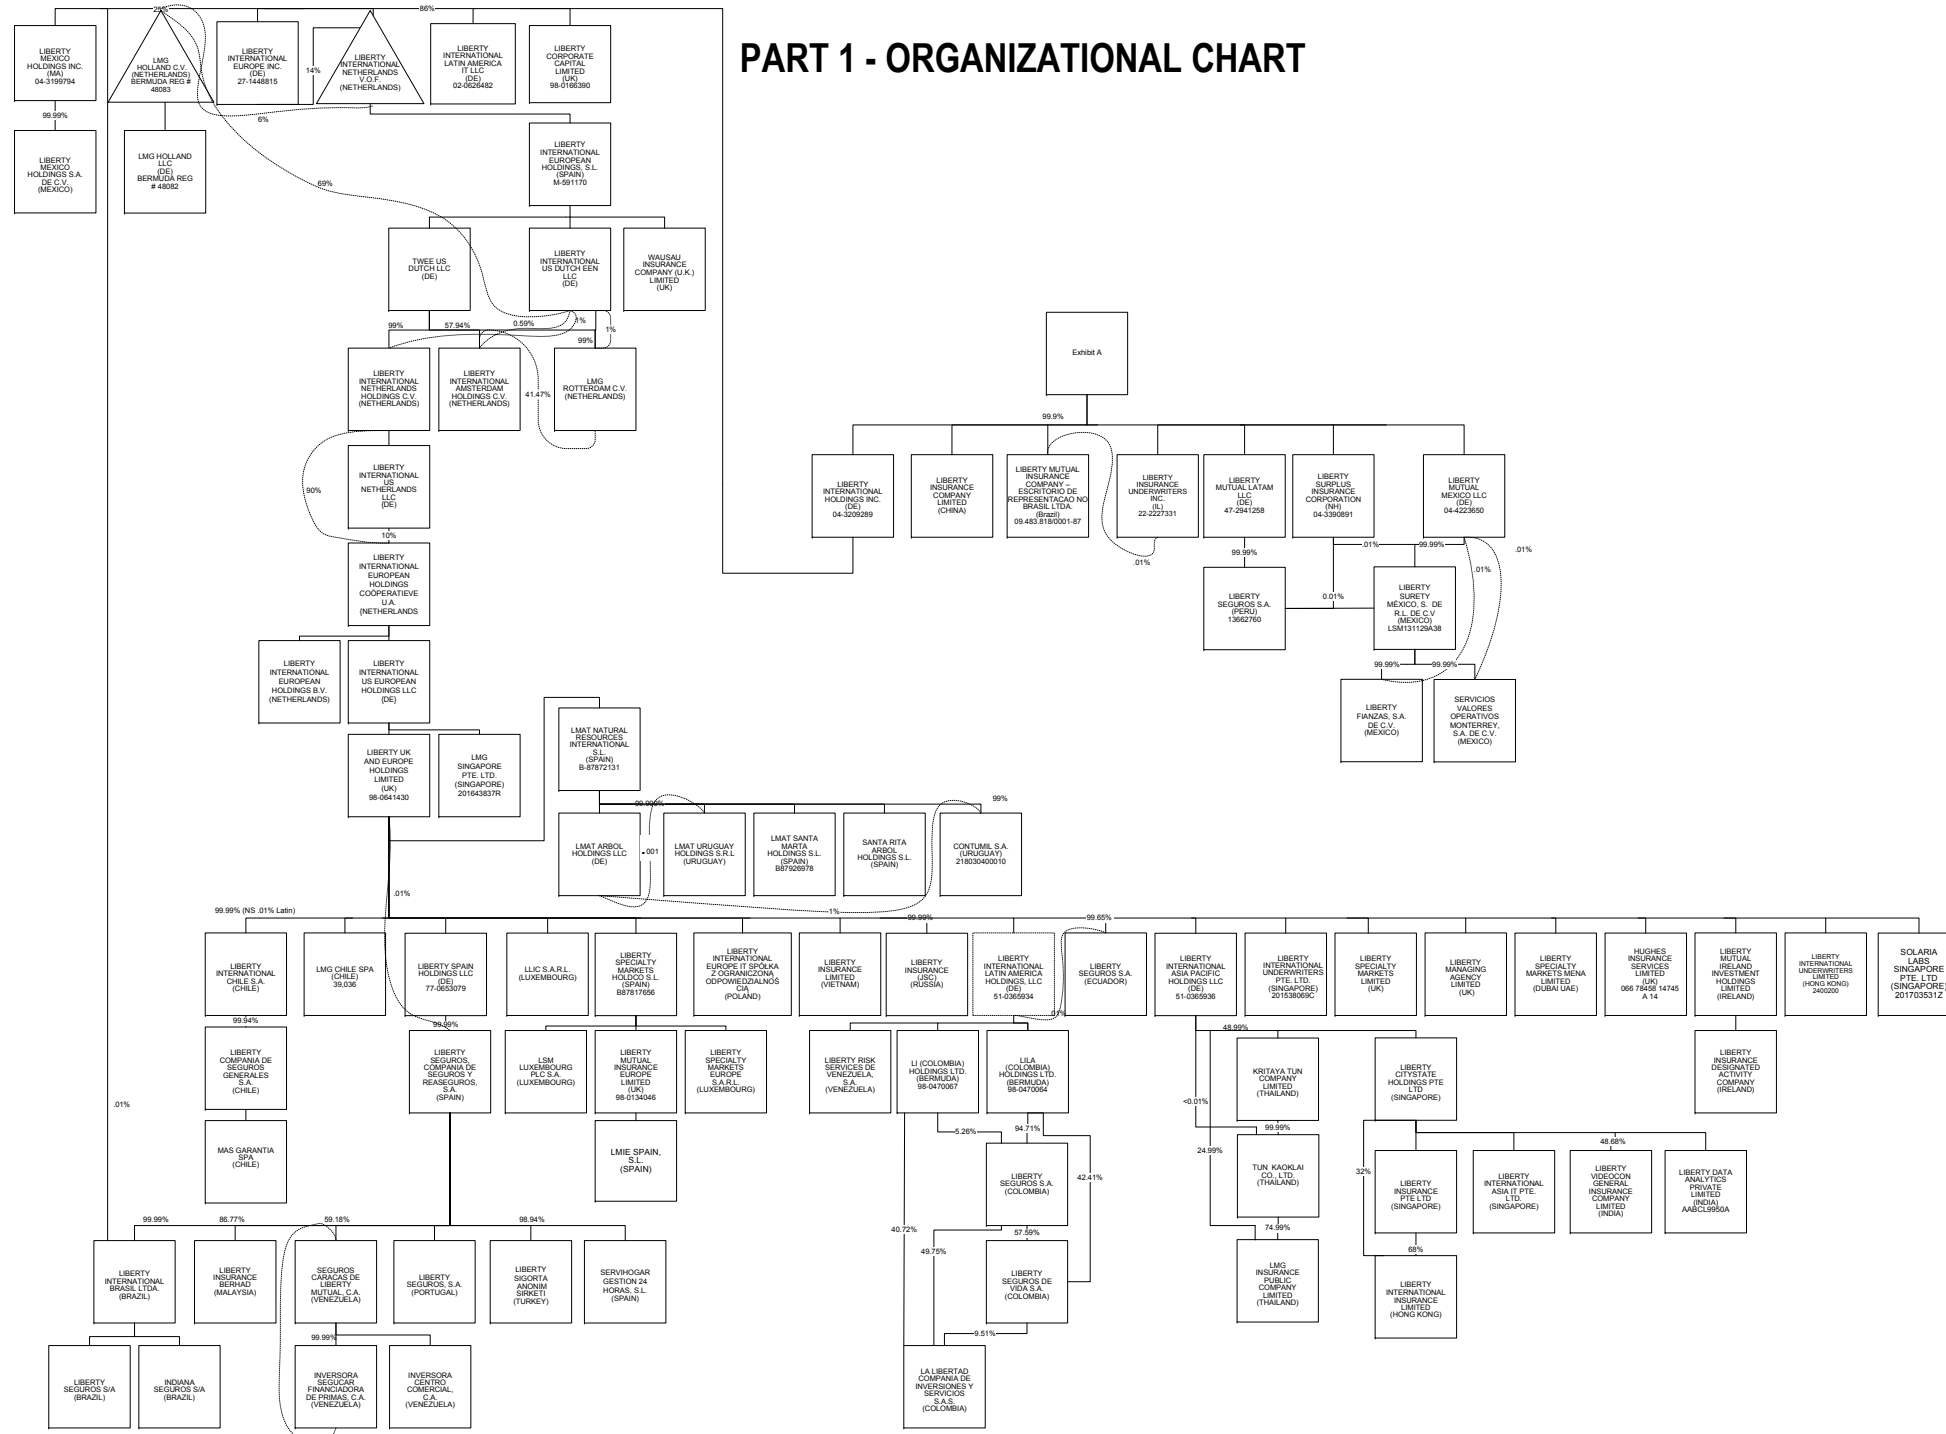 PART 1 - ORGANIZATIONAL CHART
25%
86%
LIBERTY
MEXICO
HOLDINGS INC.
(MA)
04-3199794
LMG
HOLLAND C.V.
(NETHERLANDS)
BERMUDA REG #
48083
LIBERTY
INTERNATIONAL
EUROPE INC.
(DE)
27-1448815
14%
LIBERTY
INTERNATIONAL
NETHERLANDS
V.O.F.
(NETHERLANDS)
LIBERTY
INTERNATIONAL
LATIN AMERICA
IT LLC
(DE)
02-0626482
LIBERTY
CORPORATE
CAPITAL
LIMITED
(UK)
98-0166390
99.99%
6%
LIBERTY
MEXICO
HOLDINGS S.A.
DE C.V.
(MEXICO)
LMG HOLLAND
LLC
(DE)
BERMUDA REG
# 48082
LIBERTY
INTERNATIONAL
EUROPEAN
HOLDINGS, S.L.
(SPAIN)
M-591170
69%
TWEE US
DUTCH LLC
(DE)
LIBERTY
INTERNATIONAL
US DUTCH EEN
LLC
(DE)
WAUSAU
INSURANCE
COMPANY (U.K.)
LIMITED
(UK)
99%
57.94%
0.59%
1%
1%
99%
LIBERTY
INTERNATIONAL
NETHERLANDS
HOLDINGS C.V.
(NETHERLANDS)
LIBERTY
INTERNATIONAL
AMSTERDAM
HOLDINGS C.V.
(NETHERLANDS)
41.47%
LMG
ROTTERDAM C.V.
(NETHERLANDS)
Exhibit A
99.9%
LIBERTY
INTERNATIONAL
US
NETHERLANDS
LLC
(DE)
90%
10%
LIBERTY
INTERNATIONAL
HOLDINGS INC.
(DE)
04-3209289
LIBERTY
INSURANCE
COMPANY
LIMITED
(CHINA)
LIBERTY MUTUAL
INSURANCE
COMPANY –
ESCRITORIO DE
REPRESENTACAO NO
BRASIL LTDA.
(Brazil)
09.483.818/0001-87
LIBERTY
INSURANCE
UNDERWRITERS
INC.
(IL)
22-2227331
LIBERTY
MUTUAL LATAM
LLC
(DE)
47-2941258
LIBERTY
SURPLUS
INSURANCE
CORPORATION
(NH)
04-3390891
LIBERTY
MUTUAL
MEXICO LLC
(DE)
04-4223650
.01%
99.99%
.01%
99.99%
.01%
.01%
LIBERTY
SEGUROS S.A.
(PERU)
13662760
0.01%
LIBERTY
SURETY
MÉXICO, S. DE
R.L. DE C.V
(MEXICO)
LSM131129A38
99.99%
99.99%
LIBERTY
FIANZAS, S.A.
DE C.V.
(MEXICO)
SERVICIOS
VALORES
OPERATIVOS
MONTERREY,
S.A. DE C.V.
(MEXICO)
LIBERTY
INTERNATIONAL
EUROPEAN
HOLDINGS
COÖPERATIEVE
U.A.
(NETHERLANDS
LIBERTY
INTERNATIONAL
EUROPEAN
HOLDINGS B.V.
(NETHERLANDS)
LIBERTY
INTERNATIONAL
US EUROPEAN
HOLDINGS LLC
(DE)
LIBERTY UK
AND EUROPE
HOLDINGS
LIMITED
(UK)
98-0641430
LMG
SINGAPORE
PTE. LTD.
(SINGAPORE)
201643837R
LMAT NATURAL
RESOURCES
INTERNATIONAL
S.L.
(SPAIN)
B-87872131
99.999%
99%
LMAT ARBOL
HOLDINGS LLC
(DE)
.001
LMAT URUGUAY
HOLDINGS S.R.L
(URUGUAY)
LMAT SANTA
MARTA
HOLDINGS S.L.
(SPAIN)
B87926978
SANTA RITA
ARBOL
HOLDINGS S.L.
(SPAIN)
CONTUMIL S.A.
(URUGUAY)
218030400010
.01%
1%
99.99% (NS .01% Latin)
99.99%
99.65%
LIBERTY
INTERNATIONAL
CHILE S.A.
(CHILE)
LMG CHILE SPA
(CHILE)
39,036
LIBERTY SPAIN
HOLDINGS LLC
(DE)
77-0653079
LLIC S.A.R.L.
(LUXEMBOURG)
LIBERTY
SPECIALTY
MARKETS
HOLDCO S.L.
(SPAIN)
B87817656
LIBERTY
INTERNATIONAL
EUROPE IT SPÓŁKA
Z OGRANICZONĄ
ODPOWIEDZIALNOŚ
CIĄ
(POLAND)
LIBERTY
INSURANCE
LIMITED
(VIETNAM)
LIBERTY
INSURANCE
(JSC)
(RUSSIA)
LIBERTY
INTERNATIONAL
LATIN AMERICA
HOLDINGS, LLC
(DE)
51-0365934
LIBERTY
SEGUROS S.A.
(ECUADOR)
LIBERTY
INTERNATIONAL
ASIA PACIFIC
HOLDINGS LLC
(DE)
51-0365936
LIBERTY
INTERNATIONAL
UNDERWRITERS
PTE. LTD.
(SINGAPORE)
201538069C
LIBERTY
SPECIALTY
MARKETS
LIMITED
(UK)
LIBERTY
MANAGING
AGENCY
LIMITED
(UK)
LIBERTY
SPECIALTY
MARKETS MENA
LIMITED
(DUBAI UAE)
HUGHES
INSURANCE
SERVICES
LIMITED
(UK)
066 78458 14745
A 14
LIBERTY
MUTUAL
IRELAND
INVESTMENT
HOLDINGS
LIMITED
(IRELAND)
LIBERTY
INTERNATIONAL
UNDERWRITERS
LIMITED
(HONG KONG)
2400200
SOLARIA
LABS
SINGAPORE
PTE. LTD
(SINGAPORE)
201703531Z
99.94%
99.99%
.01%
48.99%
LIBERTY
COMPANIA DE
SEGUROS
GENERALES
S.A.
(CHILE)
LIBERTY
SEGUROS,
COMPANIA DE
SEGUROS Y
REASEGUROS,
S.A.
(SPAIN)
LSM
LUXEMBOURG
PLC S.A.
(LUXEMBOURG)
LIBERTY
MUTUAL
INSURANCE
EUROPE
LIMITED
(UK)
98-0134046
LIBERTY
SPECIALTY
MARKETS
EUROPE
S.A.R.L.
(LUXEMBOURG)
LIBERTY RISK
SERVICES DE
VENEZUELA,
S.A.
(VENEZUELA)
LI (COLOMBIA)
HOLDINGS LTD.
(BERMUDA)
98-0470067
LILA
(COLOMBIA)
HOLDINGS LTD.
(BERMUDA)
98-0470064
KRITAYA TUN
COMPANY
LIMITED
(THAILAND)
LIBERTY
CITYSTATE
HOLDINGS PTE
LTD
(SINGAPORE)
LIBERTY
INSURANCE
DESIGNATED
ACTIVITY
COMPANY
(IRELAND)
.01%
<0.01%
MAS GARANTIA
SPA
(CHILE)
LMIE SPAIN,
S.L.
(SPAIN)
5.26%
94.71%
42.41%
99.99%
24.99%
48.68%
32%
LIBERTY
SEGUROS S.A.
(COLOMBIA)
TUN KAOKLAI
CO., LTD.
(THAILAND)
LIBERTY
INSURANCE
PTE LTD
(SINGAPORE)
LIBERTY
INTERNATIONAL
ASIA IT PTE.
LTD.
(SINGAPORE)
LIBERTY
VIDEOCON
GENERAL
INSURANCE
COMPANY
LIMITED
(INDIA)
LIBERTY DATA
ANALYTICS
PRIVATE
LIMITED
(INDIA)
AABCL9950A
99.99%
86.77%
59.18%
98.94%
40.72%
49.75%
57.59%
74.99%
68%
LIBERTY
INTERNATIONAL
BRASIL LTDA.
(BRAZIL)
LIBERTY
INSURANCE
BERHAD
(MALAYSIA)
SEGUROS
CARACAS DE
LIBERTY
MUTUAL, C.A.
(VENEZUELA)
LIBERTY
SEGUROS, S.A.
(PORTUGAL)
LIBERTY
SIGORTA
ANONIM
SIRKETI
(TURKEY)
SERVIHOGAR
GESTION 24
HORAS, S.L.
(SPAIN)
LIBERTY
SEGUROS DE
VIDA S.A.
(COLOMBIA)
LMG
INSURANCE
PUBLIC
COMPANY
LIMITED
(THAILAND)
LIBERTY
INTERNATIONAL
INSURANCE
LIMITED
(HONG KONG)
99.99%
9.51%
LIBERTY
SEGUROS S/A
(BRAZIL)
INDIANA
SEGUROS S/A
(BRAZIL)
INVERSORA
SEGUCAR
FINANCIADORA
DE PRIMAS, C.A.
(VENEZUELA)
INVERSORA
CENTRO
COMERCIAL,
C.A.
(VENEZUELA)
LA LIBERTAD
COMPANIA DE
INVERSIONES Y
SERVICIOS
S.A.S.
(COLOMBIA)